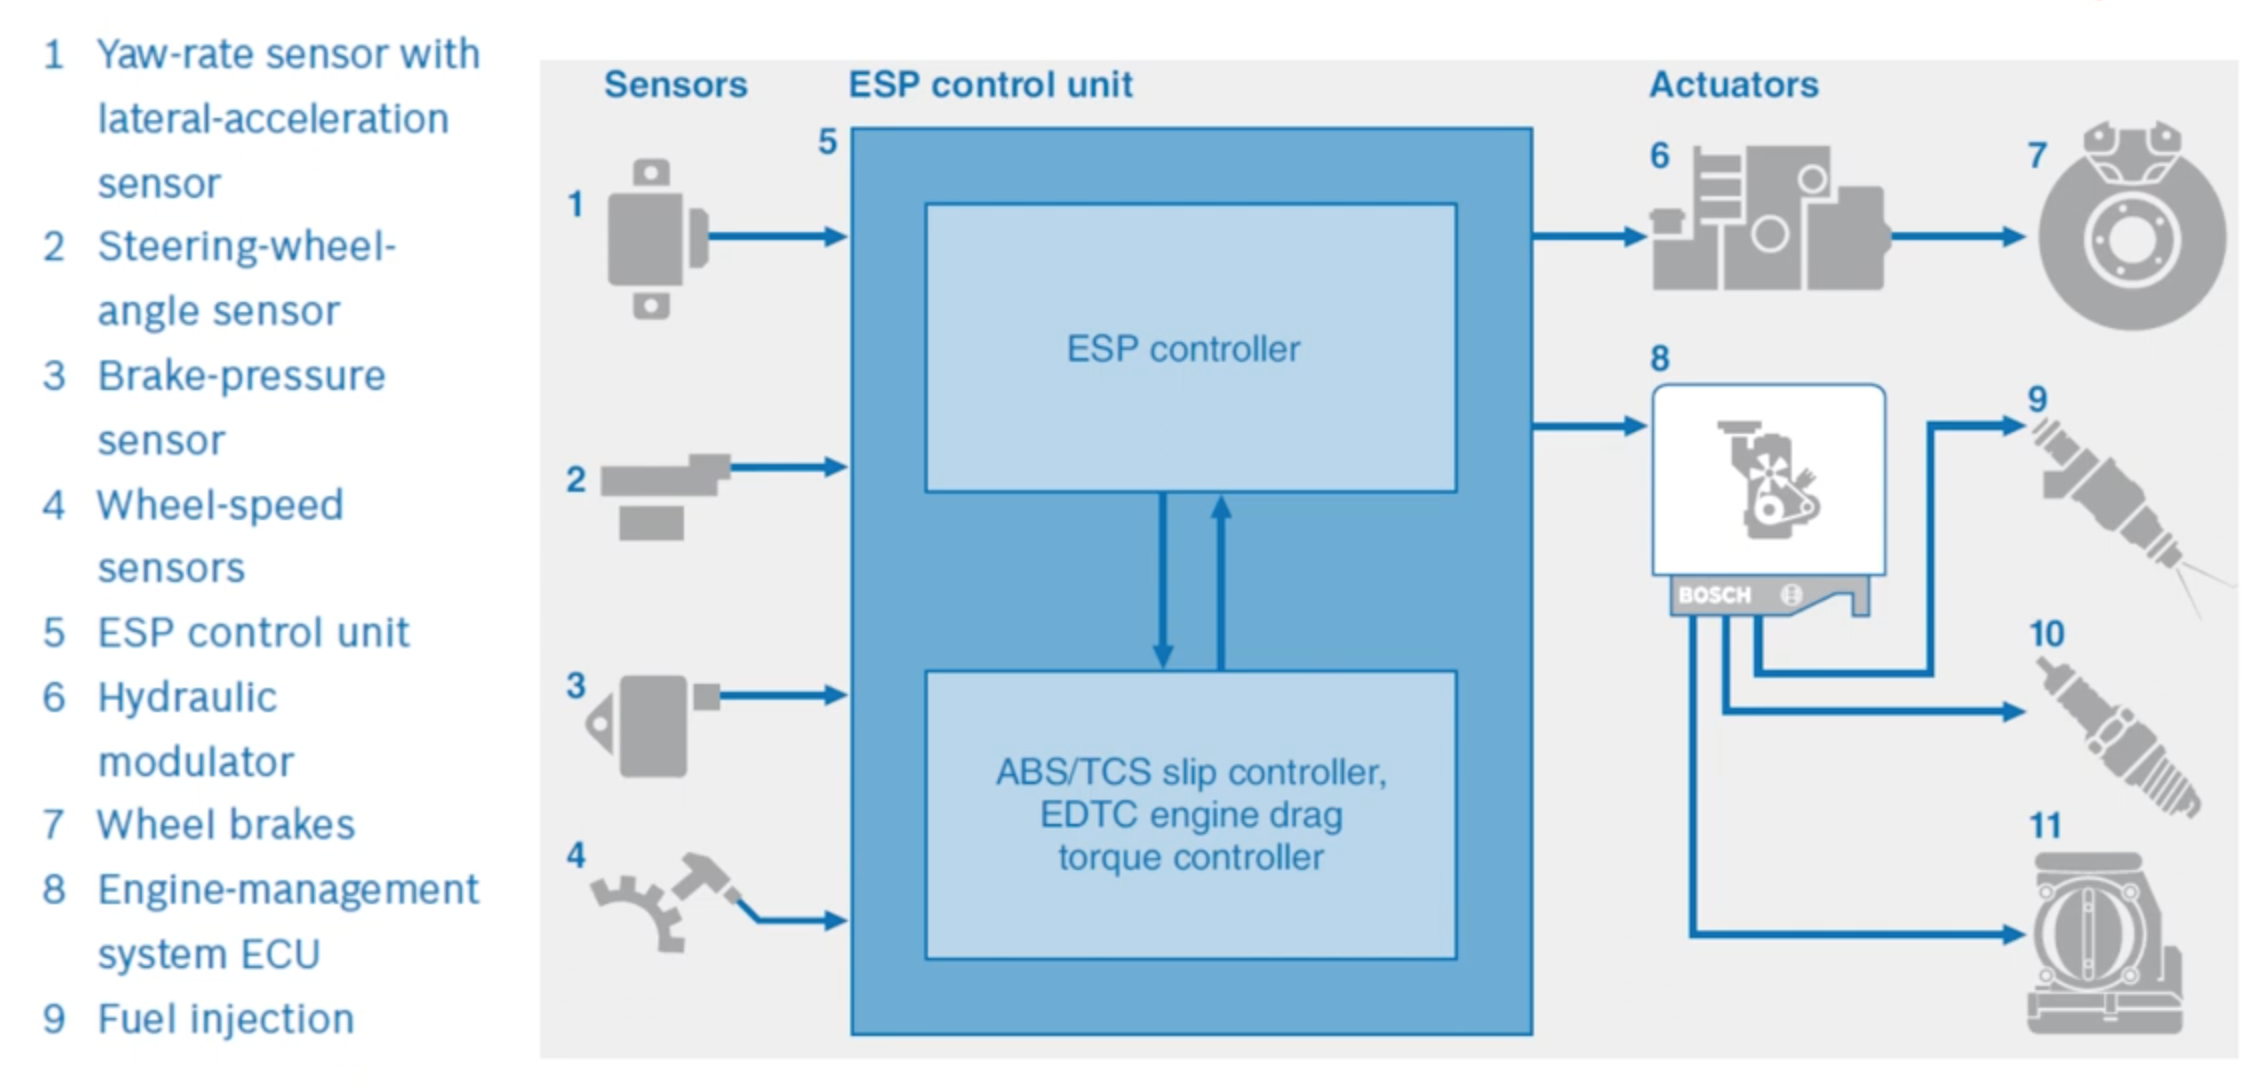 1 Yaw-rate sensor with
lateral-acceleration
sensor
2 Steering-wheel-
angle sensor
3 Brake-pressure
sensor
4 Wheel-speed
sensors
5 ESP control unit
6 Hydraulic
modulator
7 Wheel brakes
8 Engine-management
system ECU
9 Fuel injection
Sensors
ESP control unit
Actuators
1
2
3
4
5
ESP controller
ABS/TCS slip controller,
EDTC engine drag
torque controller
6
7
8
BOSCH
9
10
11